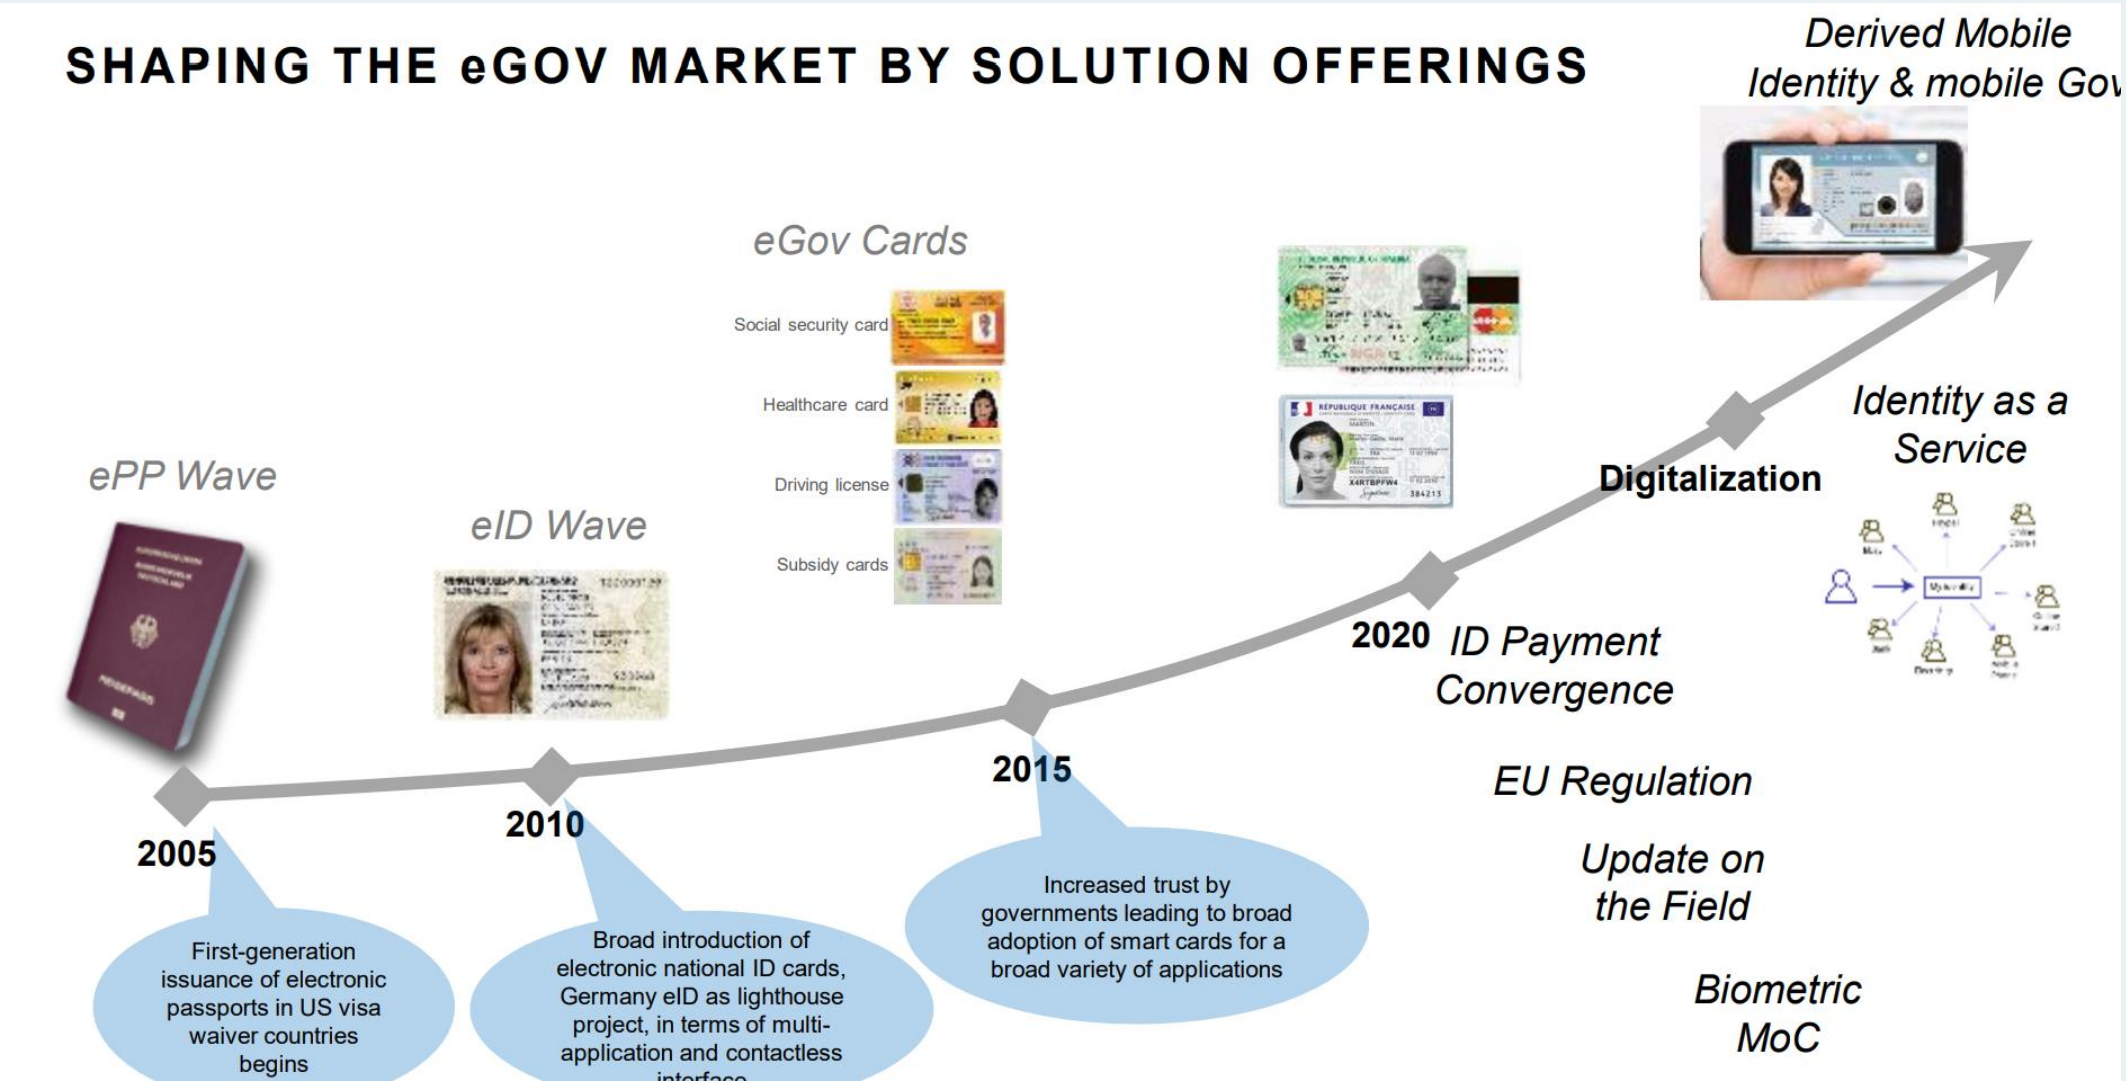 SHAPING THE eGOV MARKET BY SOLUTION OFFERINGS
Derived Mobile
Identity & mobile Gov
eGov Cards
Social security card
Healthcare card
Driving license
Subsidy cards
RÉPUBLIQUE FRANÇAISE
MARTIN
X4RTBPFW4
384213
ePP Wave
eID Wave
Identity as a
Service
Digitalization
2020
ID Payment
Convergence
2015
2010
2005
EU Regulation
Update on
the Field
Biometric
MoC
First-generation
issuance of electronic
passports in US visa
waiver countries
begins
Broad introduction of
electronic national ID cards,
Germany eID as lighthouse
project, in terms of multi-
application and contactless
interface
Increased trust by
governments leading to broad
adoption of smart cards for a
broad variety of applications